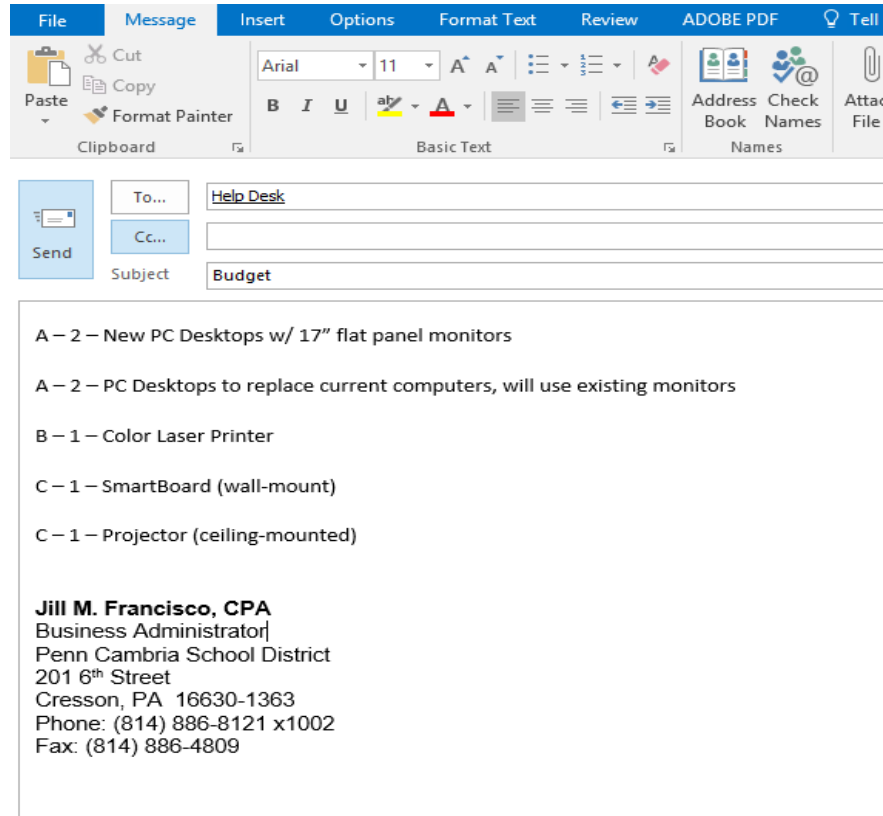 File Message Insert Options Format Text Review ADOBE PDF Tell
Cut
Copy
Paste
Format Painter
Clipboard
Arial 11 A A
B I U aby A
Basic Text
Address Book
Check Names
Names
Attac
File
Send
To... Help Desk
Cc...
Subject Budget
A – 2 – New PC Desktops w/ 17” flat panel monitors
A – 2 – PC Desktops to replace current computers, will use existing monitors
B – 1 – Color Laser Printer
C – 1 – SmartBoard (wall-mount)
C – 1 – Projector (ceiling-mounted)
Jill M. Francisco, CPA
Business Administrator
Penn Cambria School District
201 6th Street
Cresson, PA  16630-1363
Phone: (814) 886-8121 x1002
Fax: (814) 886-4809